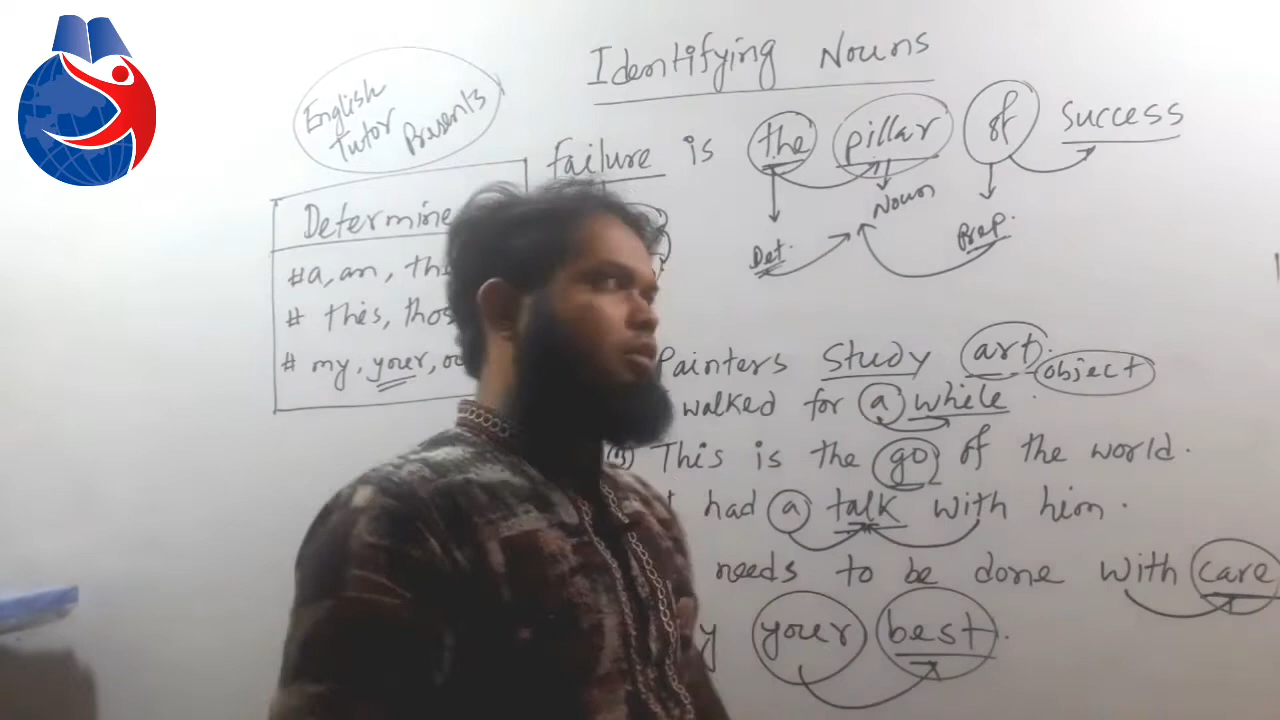 Identifying Nouns
English
Tutor
Presents
Failure is the pillar of Success
Noun
Det.
Prep.
Determine
#a, an, th
# this, thos
# my, your, ou
Painters study art.
object
walked for a while.
This is the go of the world.
had a talk with him.
needs to be done with care
y your best.